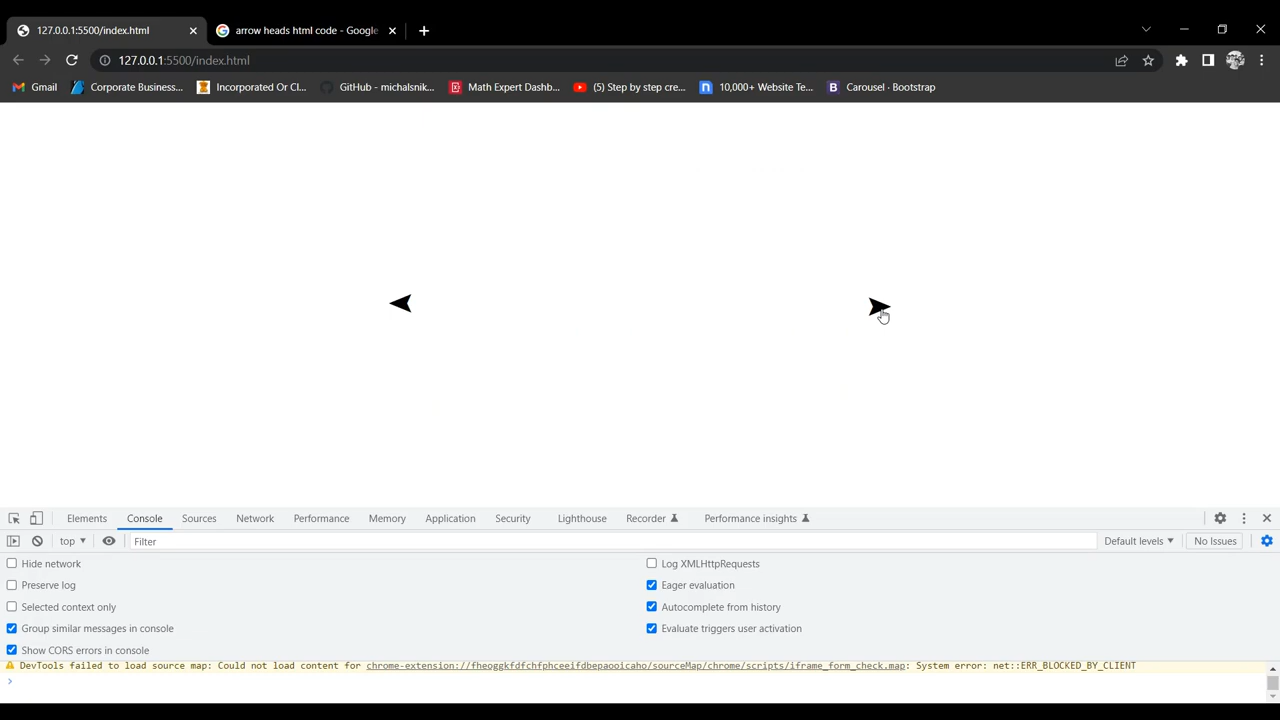 127.0.0.1:5500/index.html
arrow heads html code - Google
127.0.0.1:5500/index.html
Gmail
Corporate Business...
Incorporated Or Cl...
GitHub - michalsnik...
Math Expert Dashb...
(5) Step by step cre...
10,000+ Website Te...
Carousel · Bootstrap
Elements Console Sources Network Performance Memory Application Security Lighthouse Recorder Performance insights
top Filter Default levels No Issues
Hide network Log XMLHttpRequests
Preserve log Eager evaluation
Selected context only Autocomplete from history
Group similar messages in console Evaluate triggers user activation
Show CORS errors in console
DevTools failed to load source map: Could not load content for chrome-extension://fheoggkfdfchfphceeifdbepaooicaho/sourceMap/chrome/scripts/iframe_form_check.map: System error: net::ERR_BLOCKED_BY_CLIENT